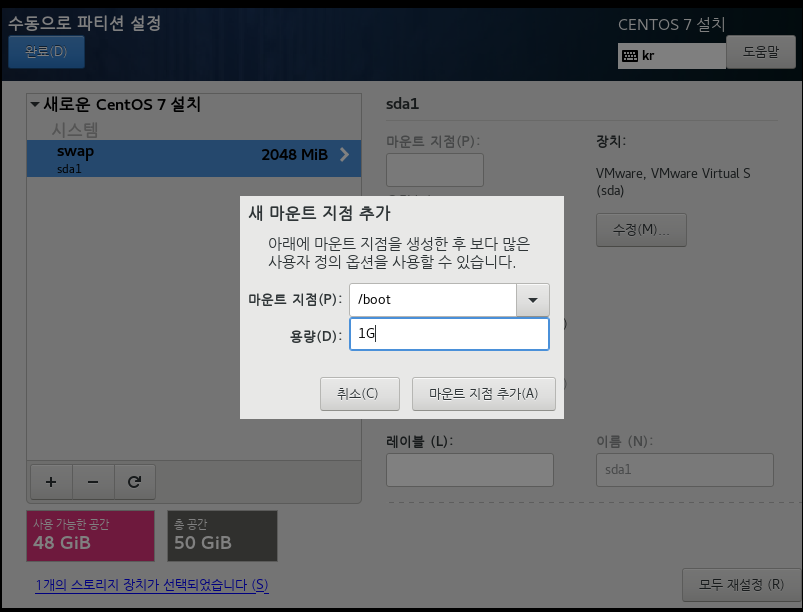 수동으로 파티션 설정
CENTOS 7 설치
완료(D)
kr
도움말
새로운 CentOS 7 설치
시스템
swap
2048 MiB
sda1
sda1
마운트 지점(P):
장치:
VMware, VMware Virtual S
(sda)
수정(M)...
새 마운트 지점 추가
아래에 마운트 지점을 생성한 후 보다 많은
사용자 정의 옵션을 사용할 수 있습니다.
마운트 지점(P):
/boot
용량(D):
1G
취소(C)
마운트 지점 추가(A)
레이블 (L):
이름 (N):
sda1
사용 가능한 공간
48 GiB
총 공간
50 GiB
1개의 스토리지 장치가 선택되었습니다 (S)
모두 재설정 (R)